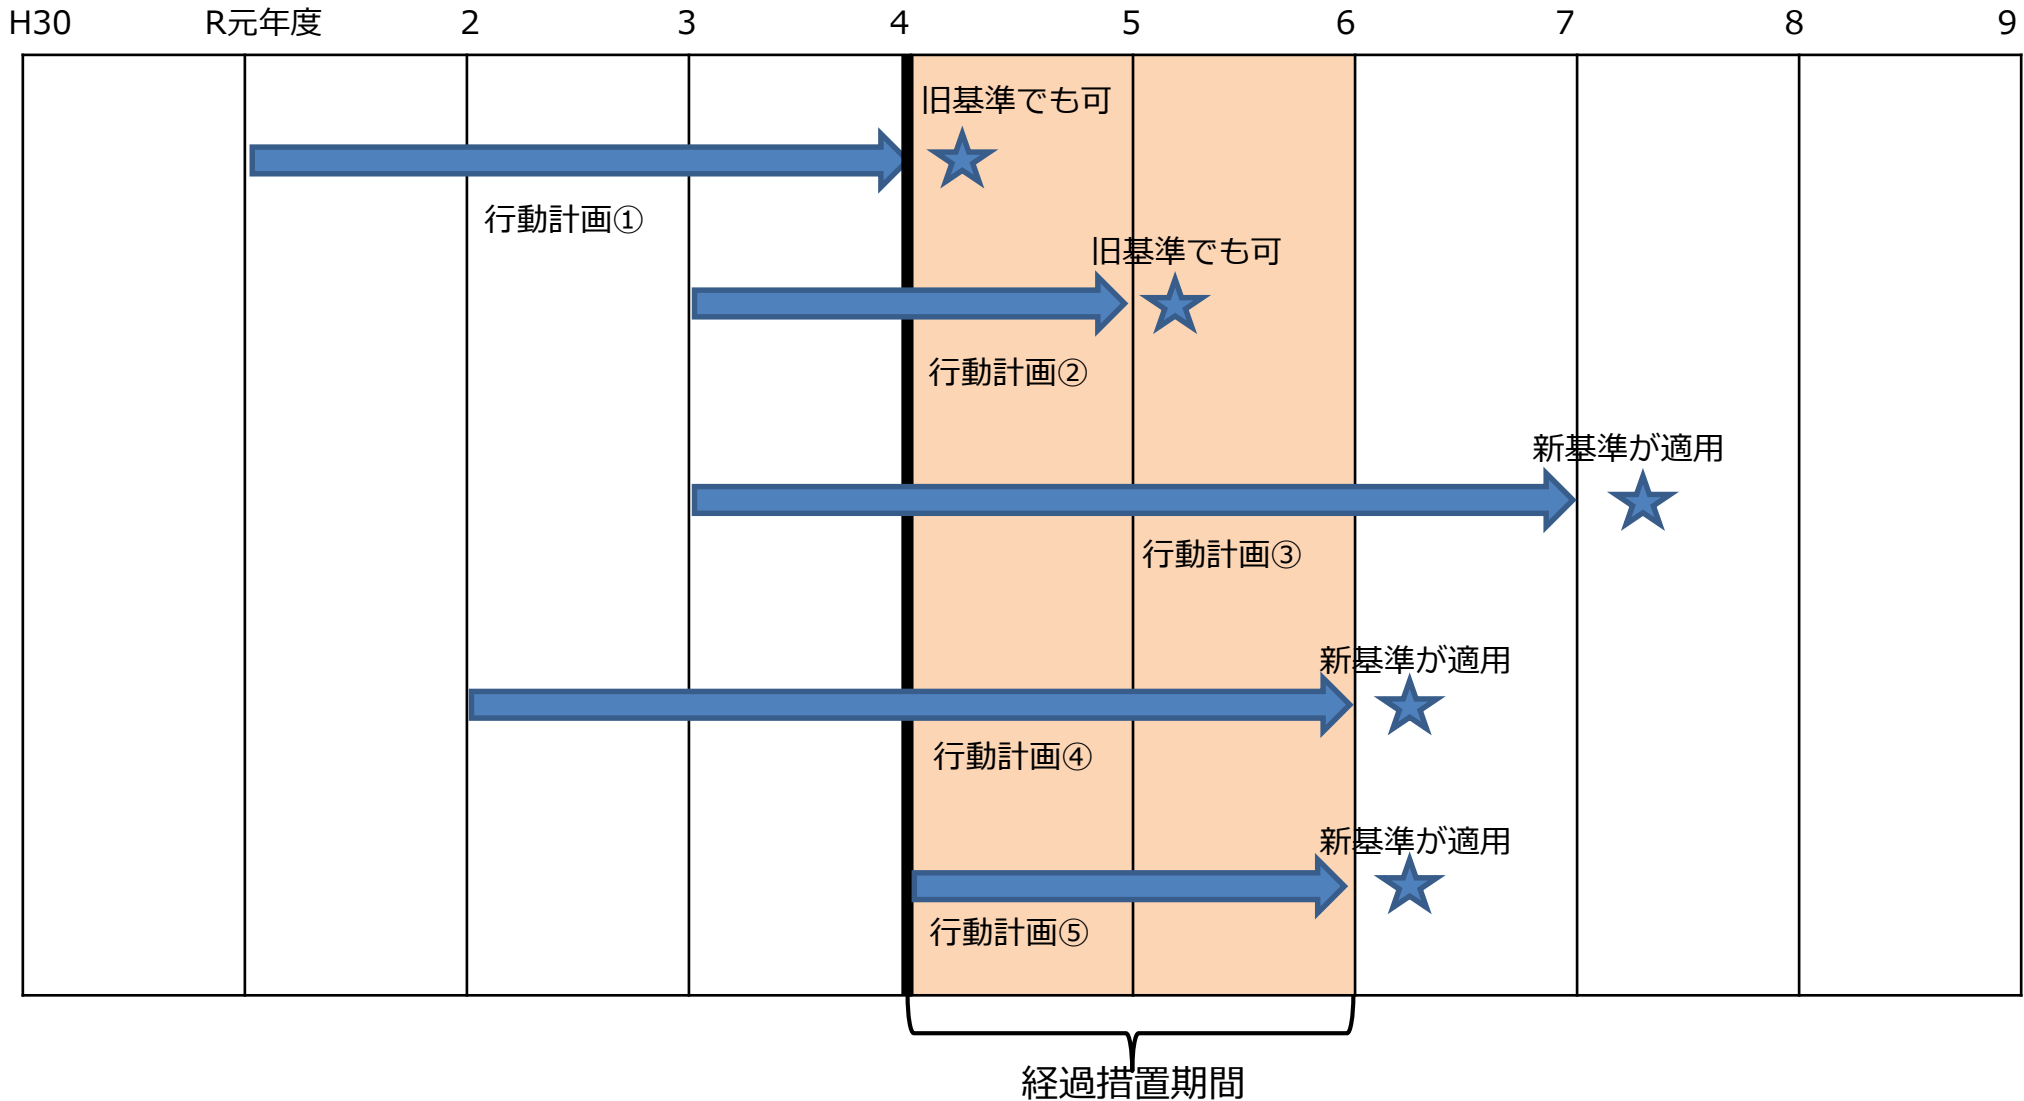 H30 R元年度 2 3 4 5 6 7 8 9
旧基準でも可
行動計画①
旧基準でも可
行動計画②
新基準が適用
行動計画③
新基準が適用
行動計画④
新基準が適用
行動計画⑤
経過措置期間